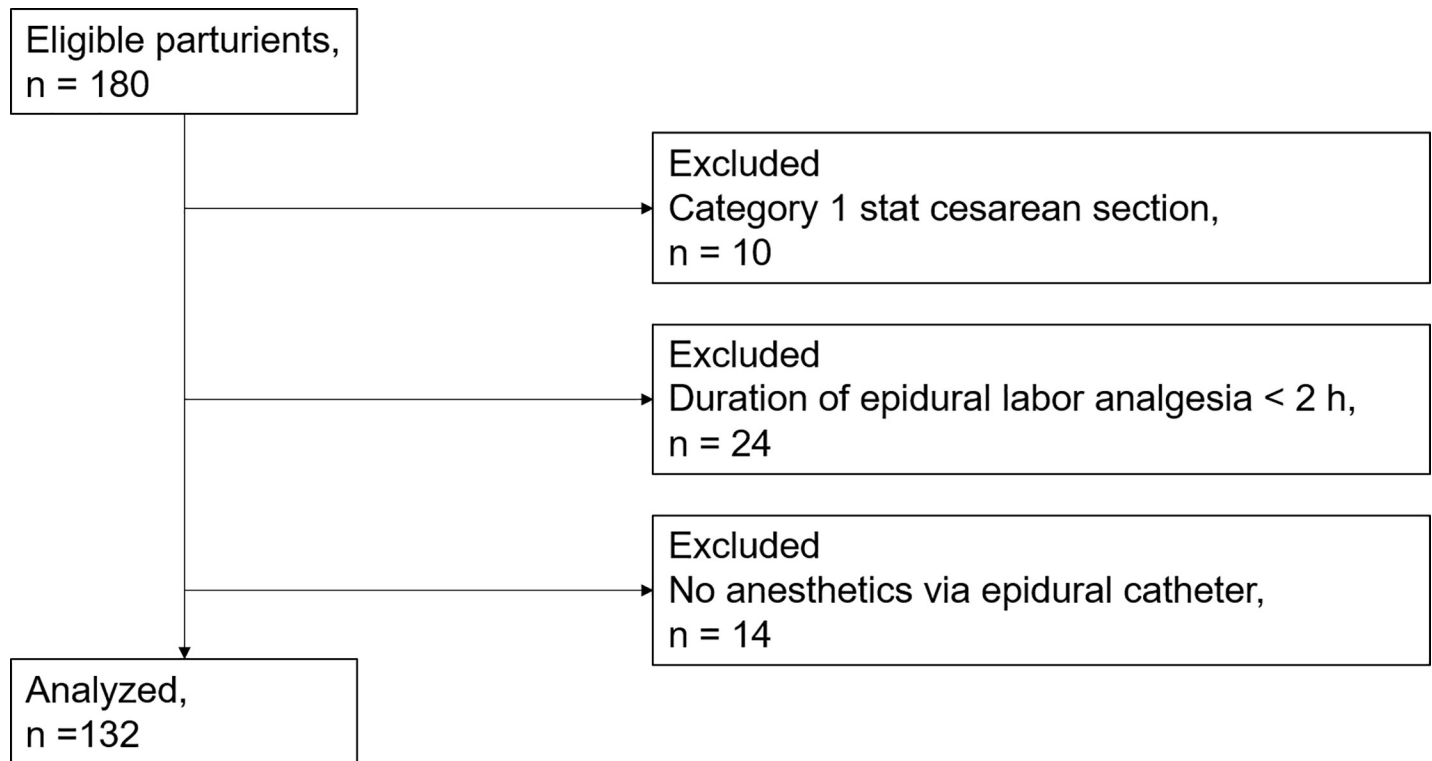 Eligible parturients,
n = 180
Excluded
Category 1 stat cesarean section,
n = 10
Excluded
Duration of epidural labor analgesia < 2 h,
n = 24
Excluded
No anesthetics via epidural catheter,
n = 14
Analyzed,
n =132